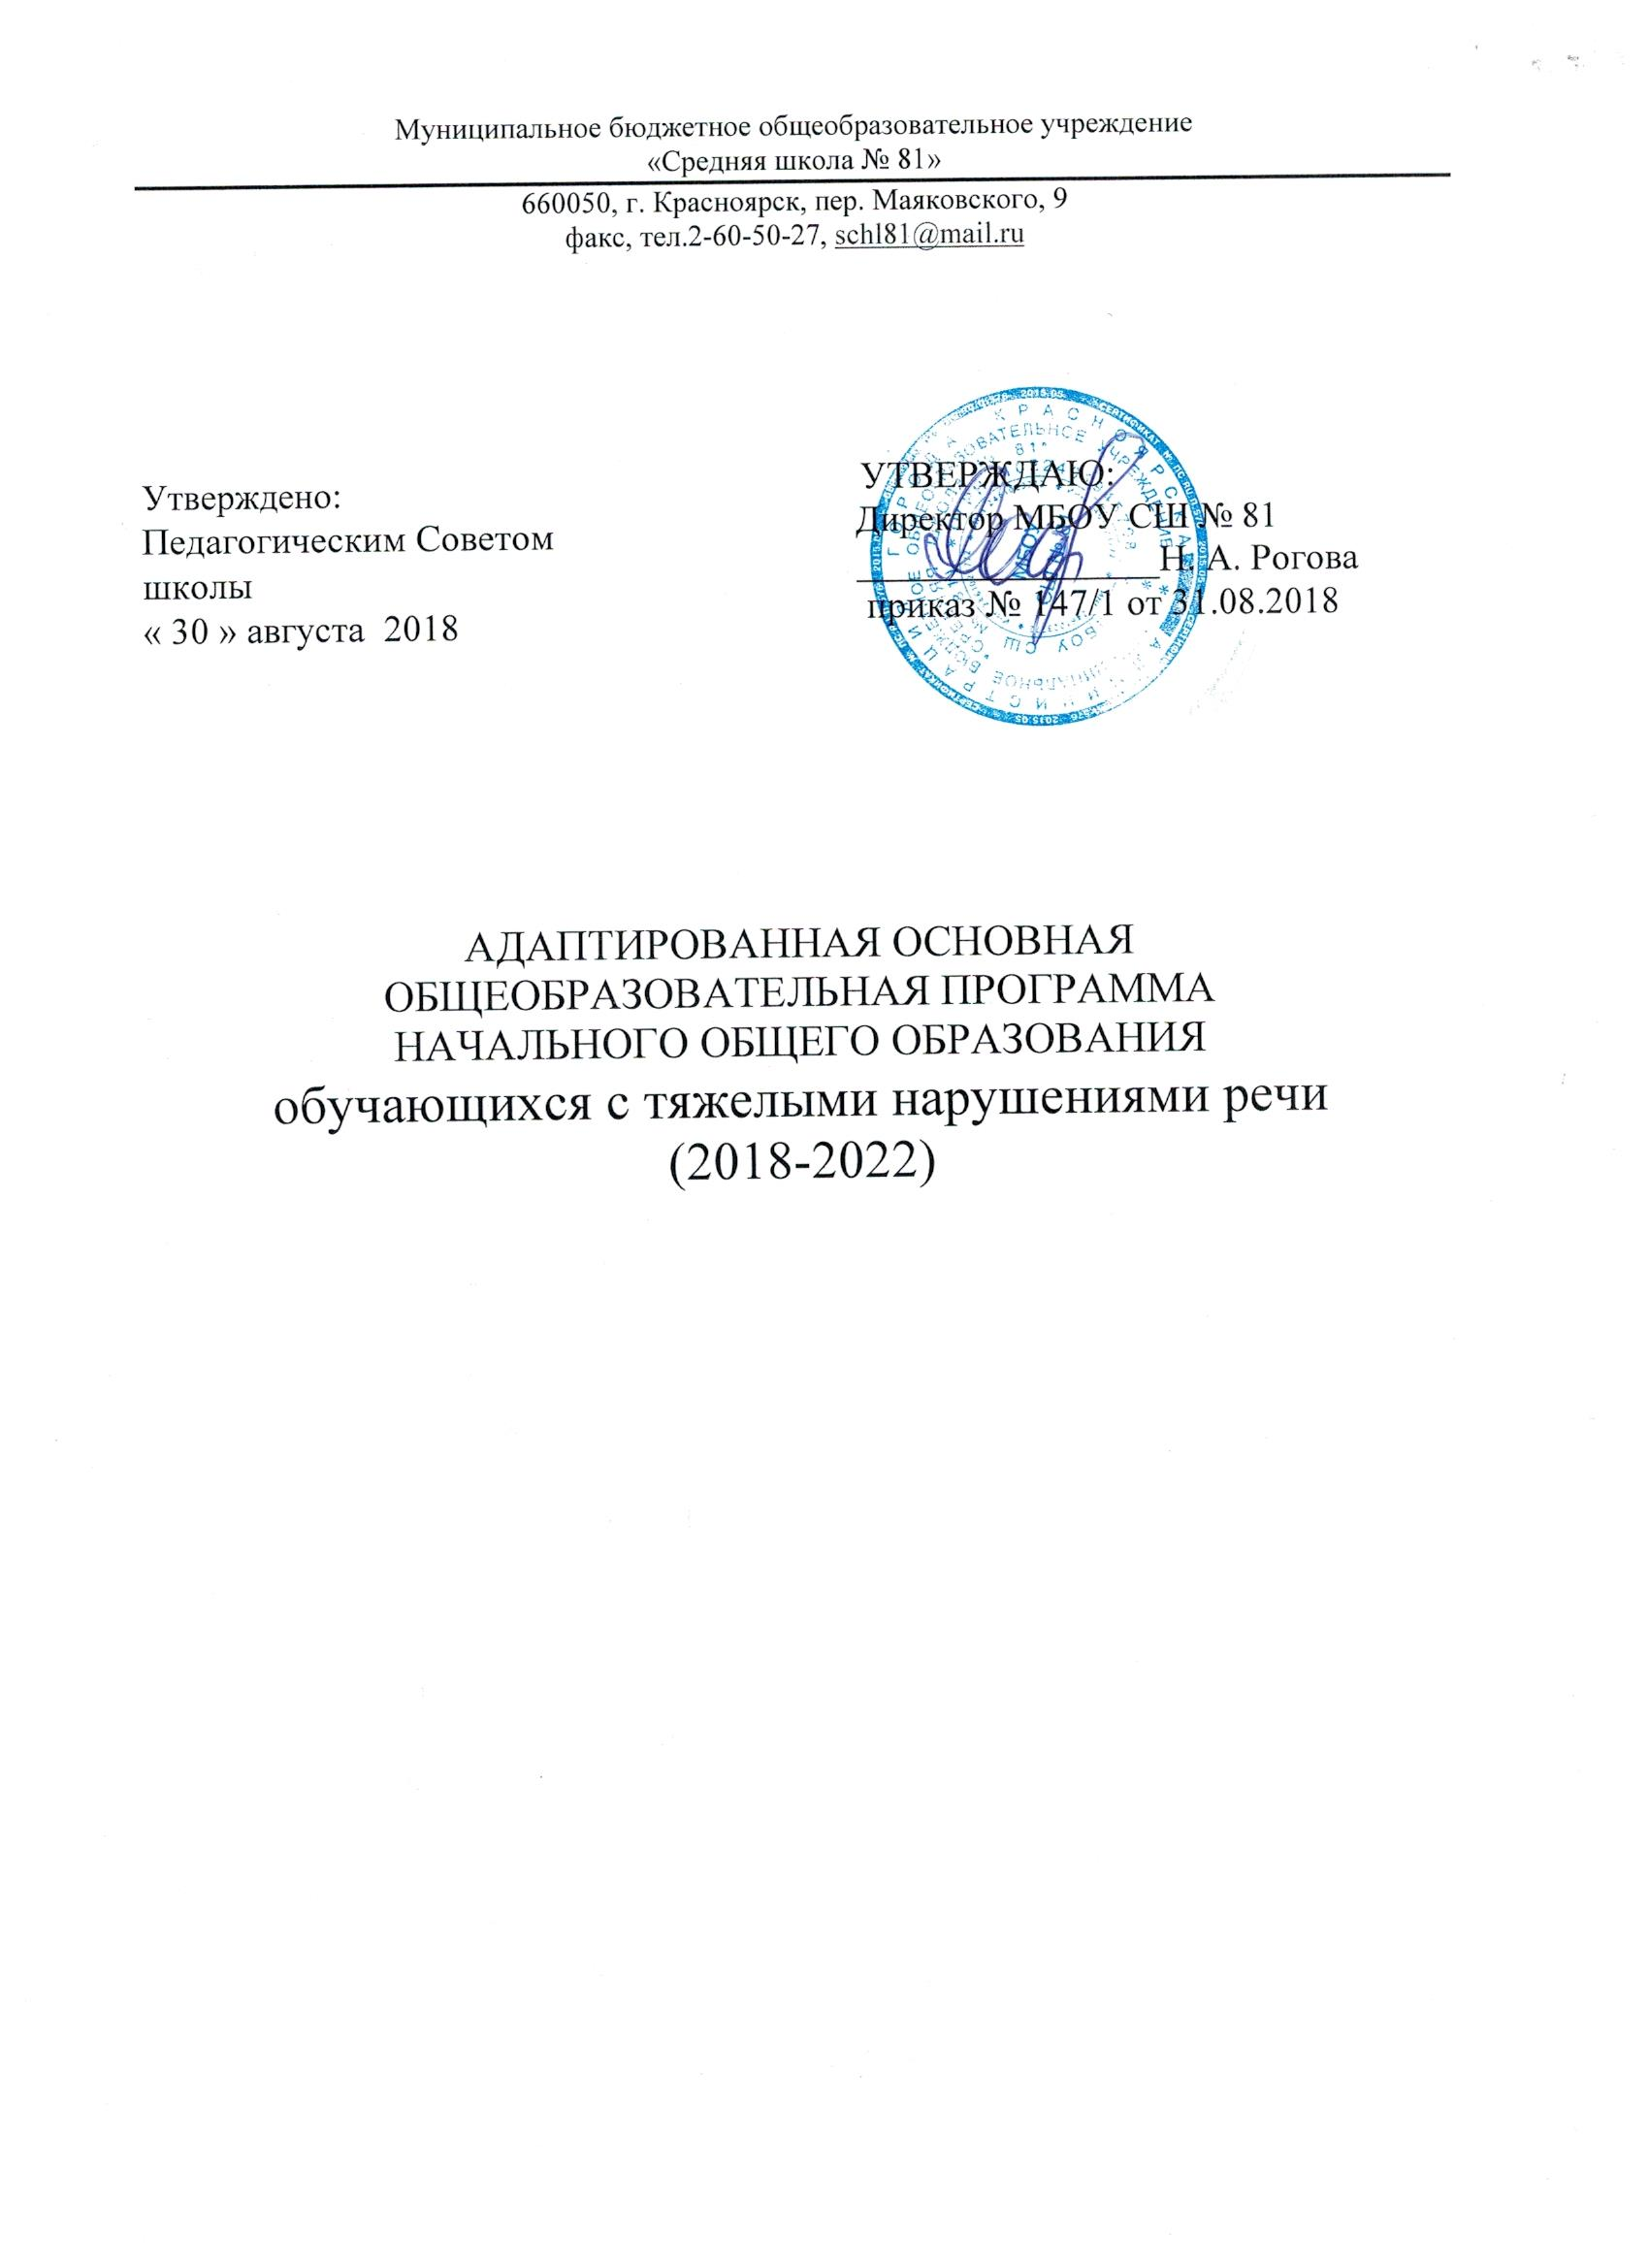 Муниципальное бюджетное общеобразовательное учреждение
«Средняя школа № 81»
660050, г. Красноярск, пер. Маяковского, 9
факс, тел.2-60-50-27, schl81@mail.ru
Утверждено:
Педагогическим Советом
школы
« 30 » августа 2018
УТВЕРЖДАЮ:
Директор МБОУ СШ № 81
Н. А. Рогова
приказ № 147/1 от 31.08.2018
АДАПТИРОВАННАЯ ОСНОВНАЯ
ОБЩЕОБРАЗОВАТЕЛЬНАЯ ПРОГРАММА
НАЧАЛЬНОГО ОБЩЕГО ОБРАЗОВАНИЯ
обучающихся с тяжелыми нарушениями речи
(2018-2022)